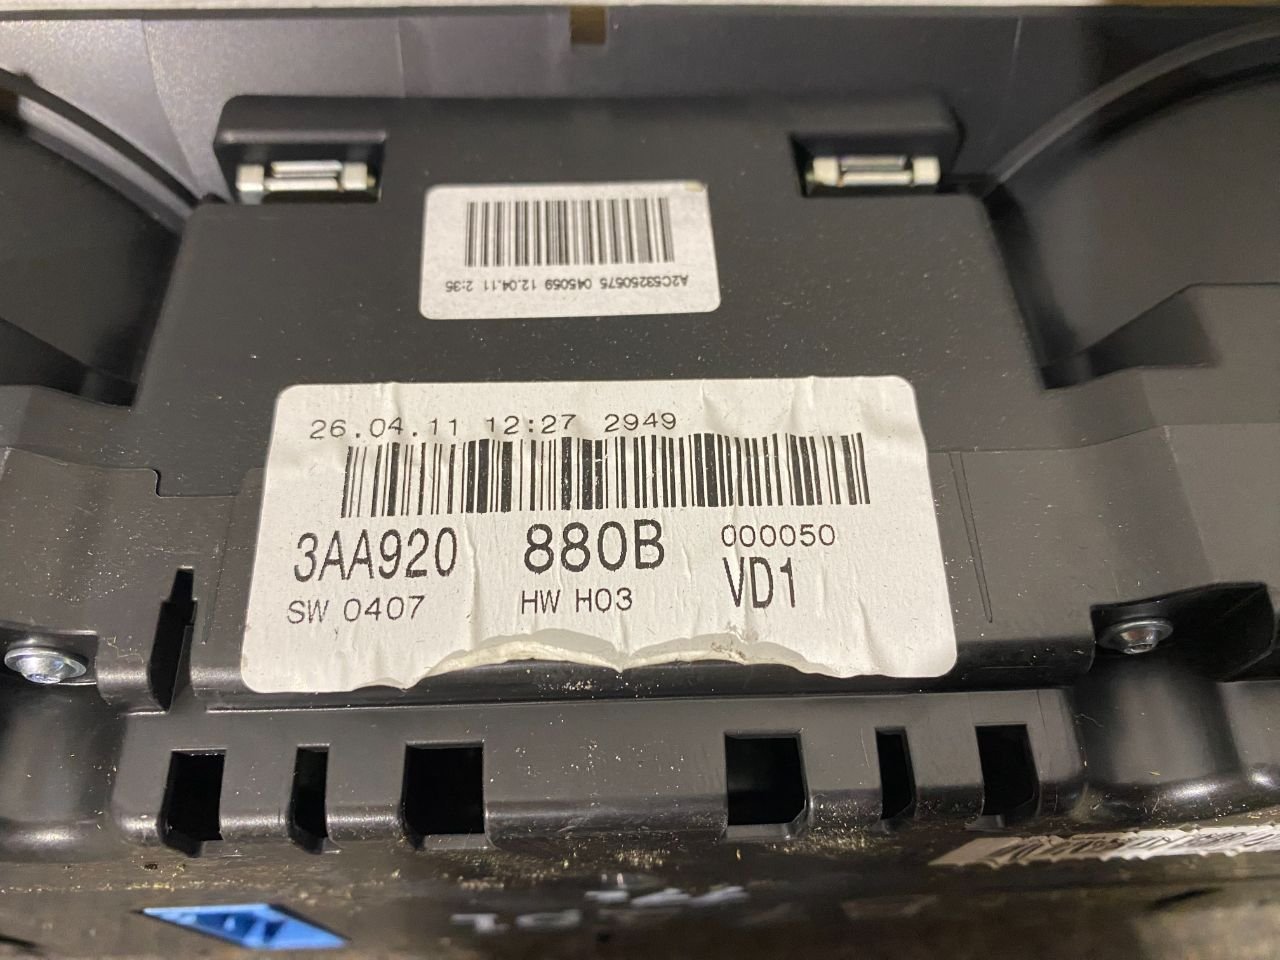 A2C53250575 045059 12.04.11 2:35
26.04.11 12:27 2949
3AA920 880B 000050
SW 0407 HW H03 VD1